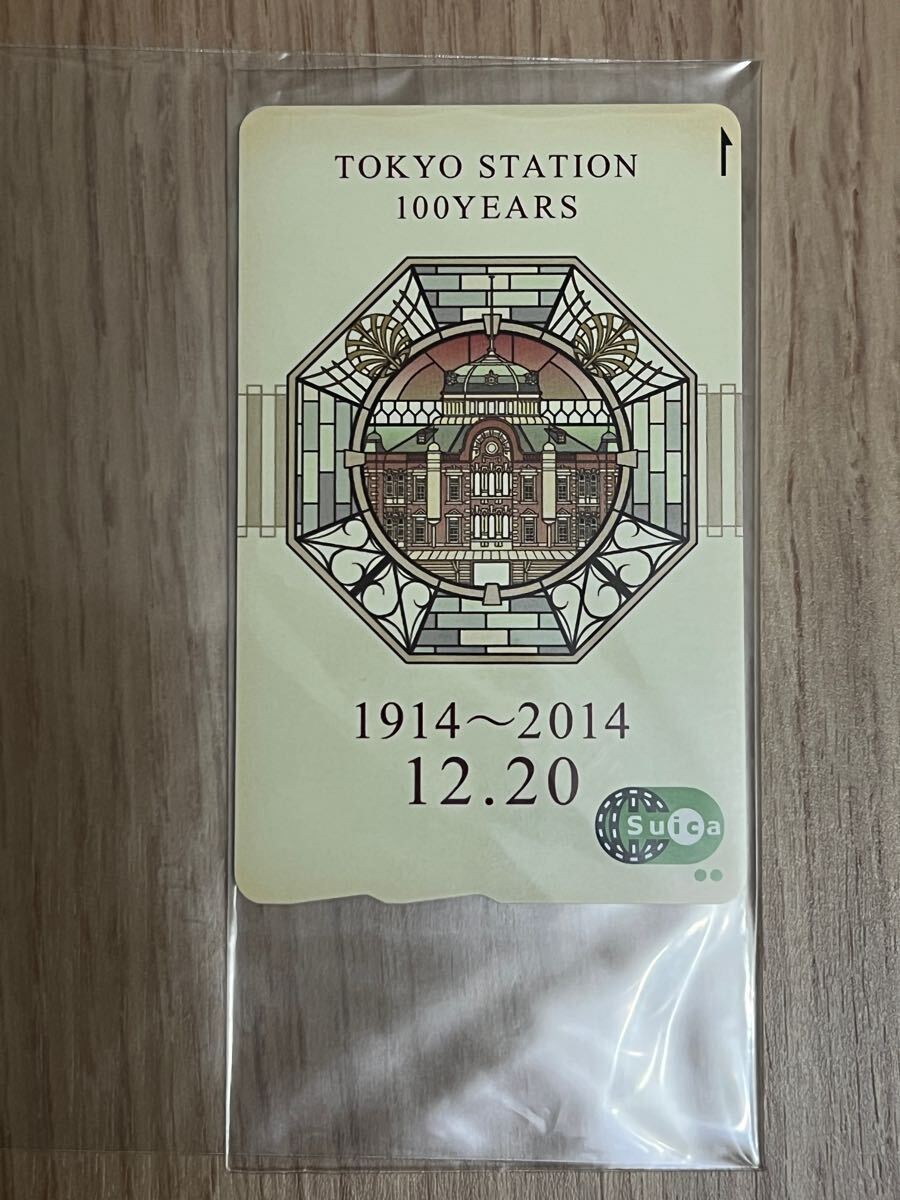 TOKYO STATION
100YEARS
1914～2014
12.20
Suica